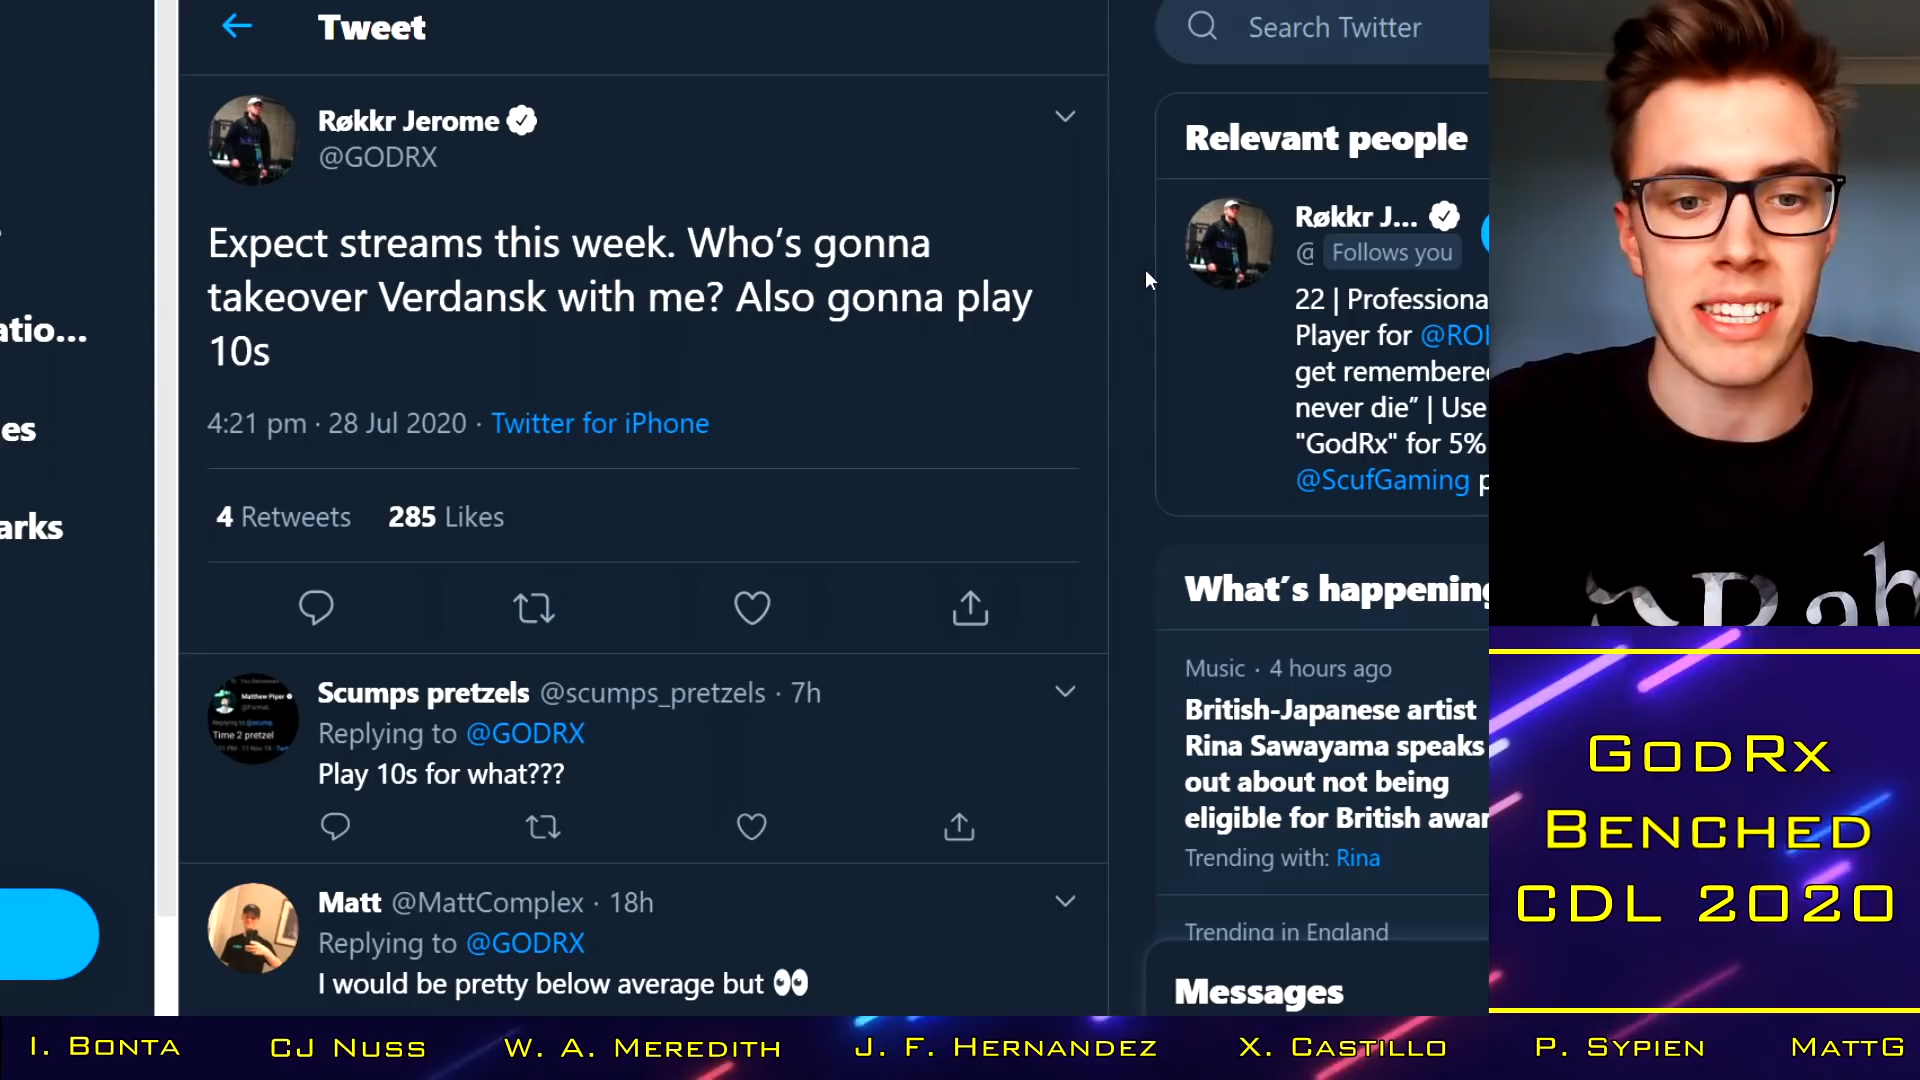 Tweet
Search Twitter
Røkkr Jerome
@GODRX
Expect streams this week. Who's gonna
takeover Verdansk with me? Also gonna play
10s
4:21 pm · 28 Jul 2020 · Twitter for iPhone
4 Retweets 285 Likes
Scumps pretzels @scumps_pretzels · 7h
Replying to @GODRX
Play 10s for what???
Matt @MattComplex · 18h
Replying to @GODRX
I would be pretty below average but 👀
atio...
es
arks
Relevant people
Røkkr J...
@ Follows you
22 | Professiona
Player for @RO
get remembere
never die” | Use
"GodRx" for 5%
@ScufGaming p
What's happening
Music · 4 hours ago
British-Japanese artist
Rina Sawayama speaks
out about not being
eligible for British awar
Trending with: Rina
Trending in England
Messages
Matthew Piper
Time 2 pretzel
Rab
GodRx
Benched
CDL 2020
I. Bonta CJ Nuss W. A. Meredith J. F. Hernandez X. Castillo P. Sypien MattG